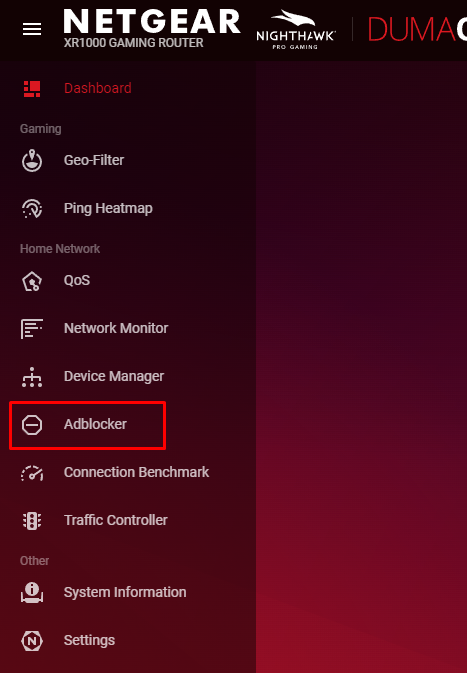 NETGEAR
XR1000 GAMING ROUTER
NIGHTHAWK
PRO GAMING
DUMA
Dashboard
Gaming
Geo-Filter
Ping Heatmap
Home Network
QoS
Network Monitor
Device Manager
Adblocker
Connection Benchmark
Traffic Controller
Other
System Information
Settings